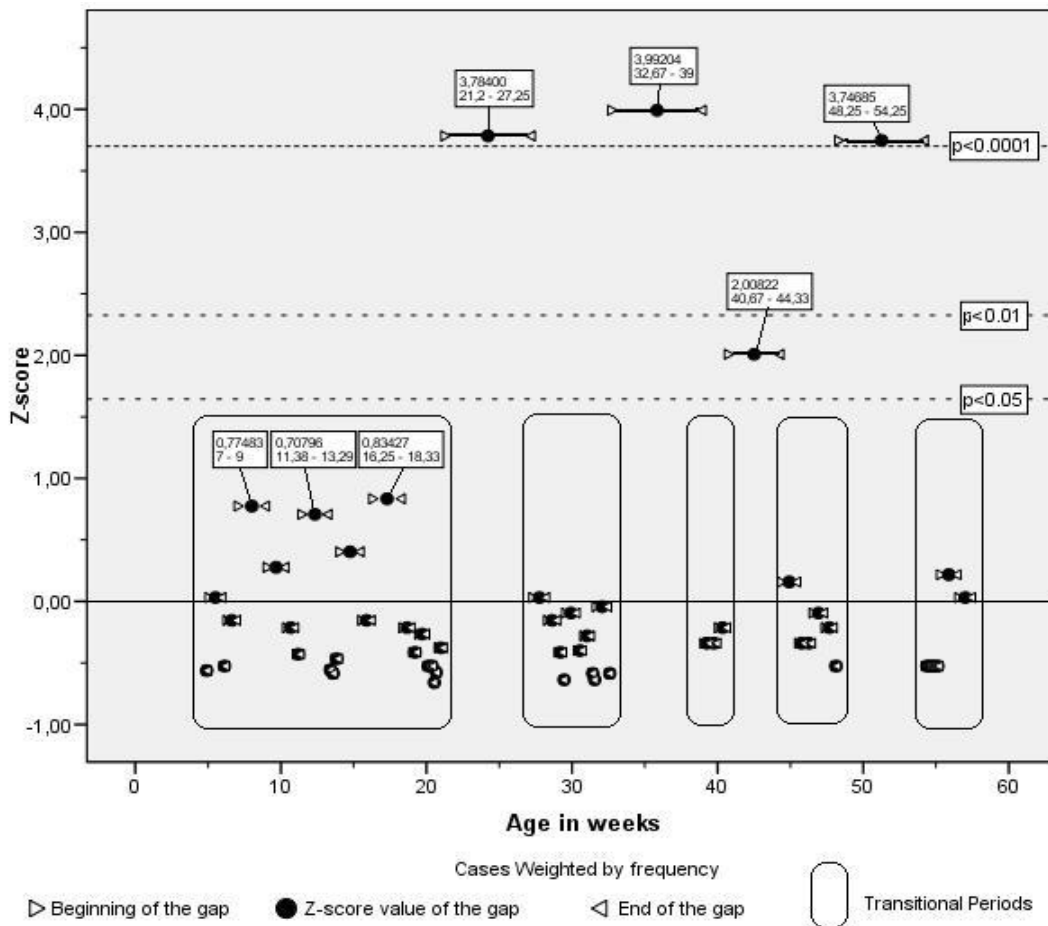 3,99204
32,67 - 39
3,78400
21,2 - 27,25
3,74685
48,25 - 54,25
4,00
p<0.0001
3,00
2,00822
40,67 - 44,33
p<0.01
2,00
p<0.05
Z-score
0,77483
7 - 9
0,70796
11,38 - 13,29
0,83427
16,25 - 18,33
1,00
0,00
-1,00
0 10 20 30 40 50 60
Age in weeks
Cases Weighted by frequency
Beginning of the gap Z-score value of the gap End of the gap Transitional Periods